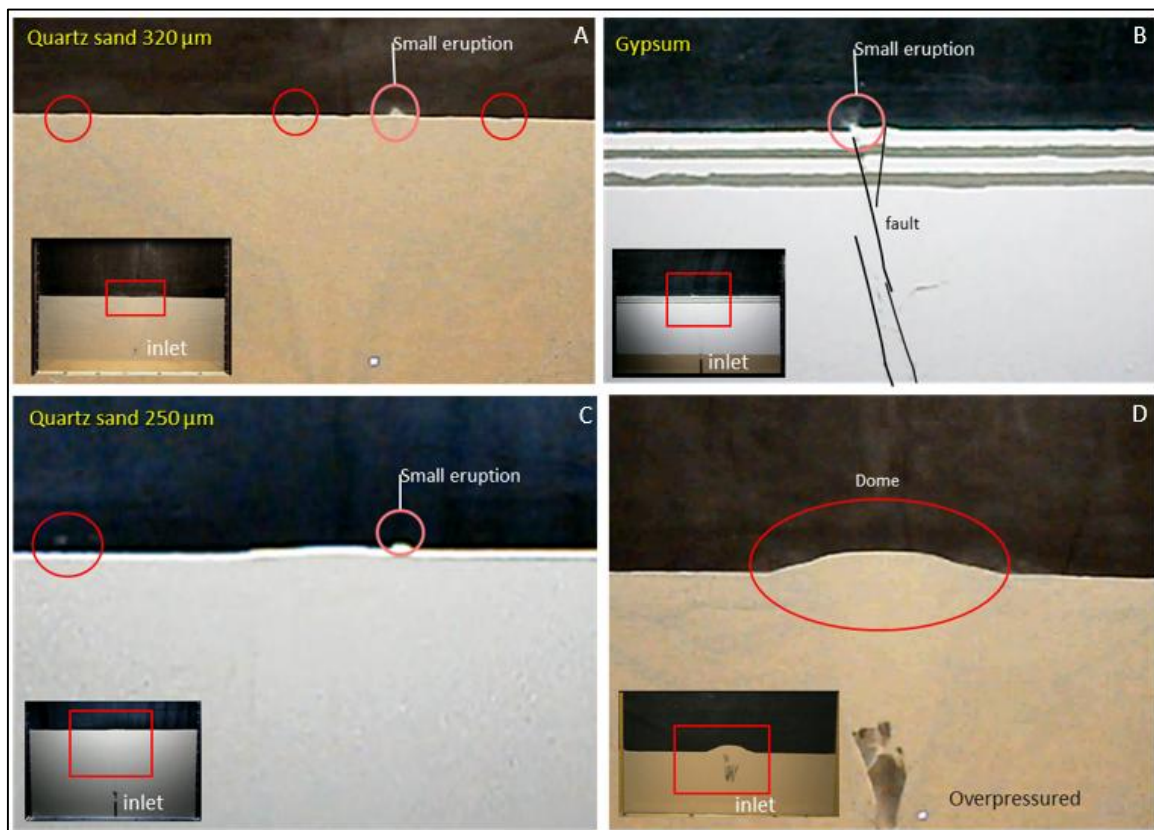 Quartz sand 320 µm
Small eruption
A
inlet
Gypsum
Small eruption
B
fault
inlet
Quartz sand 250 µm
C
Small eruption
inlet
D
Dome
inlet
Overpressured